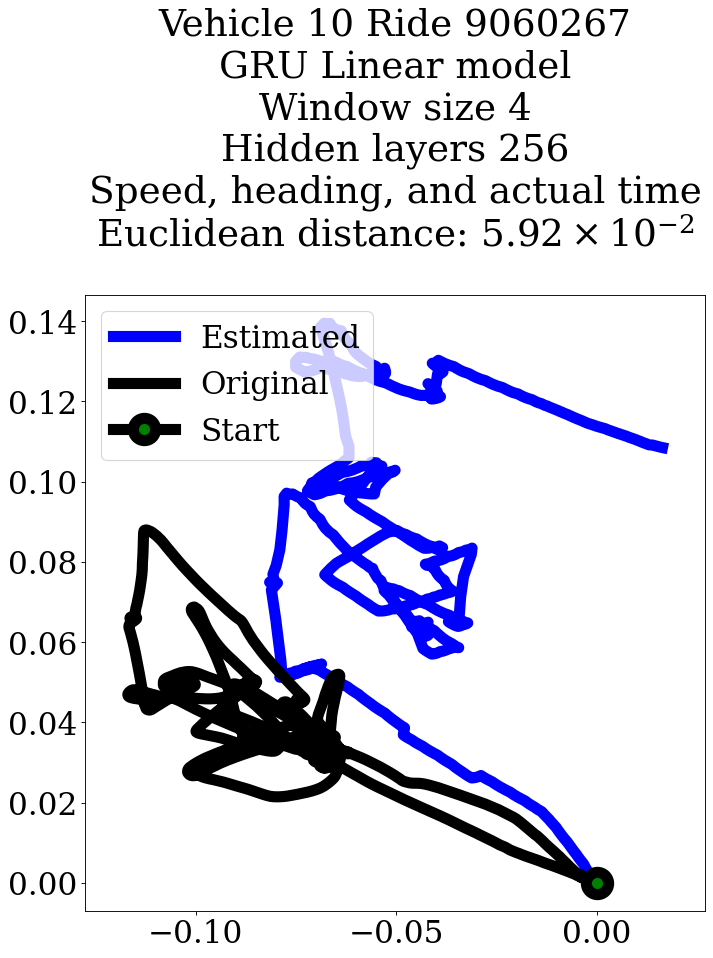 Vehicle 10 Ride 9060267
GRU Linear model
Window size 4
Hidden layers 256
Speed, heading, and actual time
Euclidean distance: 5.92 × 10⁻²
Estimated
Original
Start
0.14
0.12
0.10
0.08
0.06
0.04
0.02
0.00
−0.10 −0.05 0.00